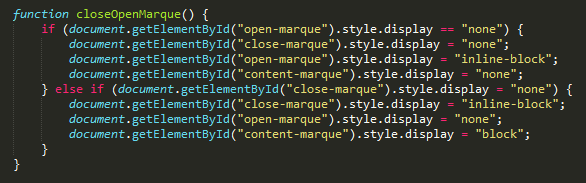 function closeOpenMarque() {
if (document.getElementById("open-marque").style.display == "none") {
document.getElementById("close-marque").style.display = "none";
document.getElementById("open-marque").style.display = "inline-block";
document.getElementById("content-marque").style.display = "none";
} else if (document.getElementById("close-marque").style.display = "none") {
document.getElementById("close-marque").style.display = "inline-block";
document.getElementById("open-marque").style.display = "none";
document.getElementById("content-marque").style.display = "block";
}
}